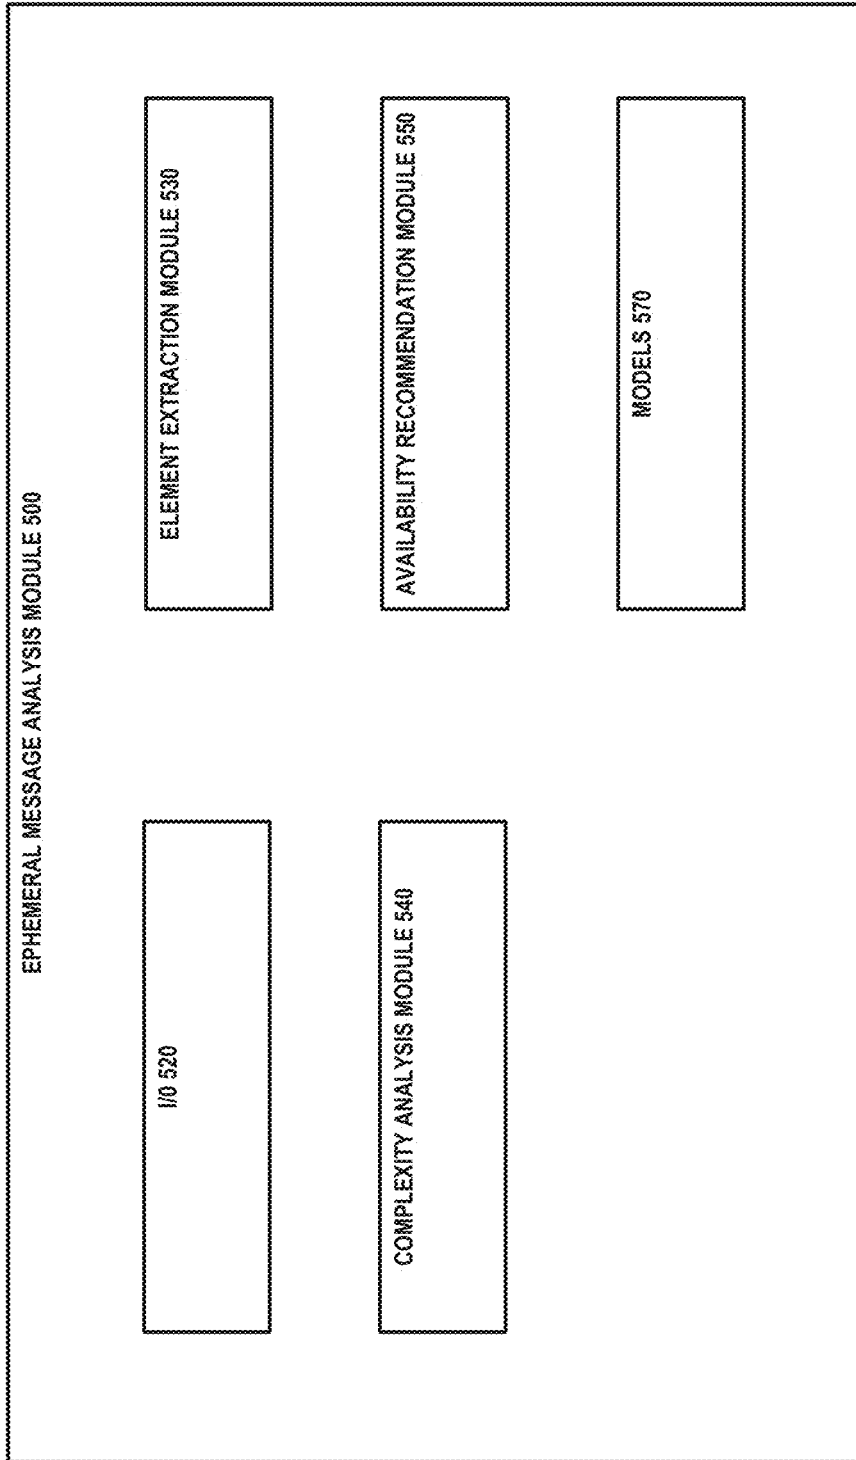 EPHEMERAL MESSAGE ANALYSIS MODULE 500
I/O 520
ELEMENT EXTRACTION MODULE 530
COMPLEXITY ANALYSIS MODULE 540
AVAILABILITY RECOMMENDATION MODULE 550
MODELS 570